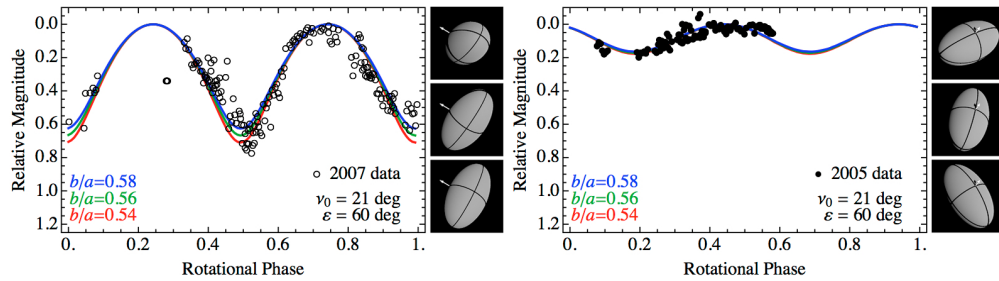 Relative Magnitude
0.0
0.2
0.4
0.6
0.8
1.0
1.2
b/a=0.58
b/a=0.56
b/a=0.54
2007 data
ν0 = 21 deg
ε = 60 deg
0. 0.2 0.4 0.6 0.8 1.
Rotational Phase
Relative Magnitude
0.0
0.2
0.4
0.6
0.8
1.0
1.2
b/a=0.58
b/a=0.56
b/a=0.54
2005 data
ν0 = 21 deg
ε = 60 deg
0. 0.2 0.4 0.6 0.8 1.
Rotational Phase